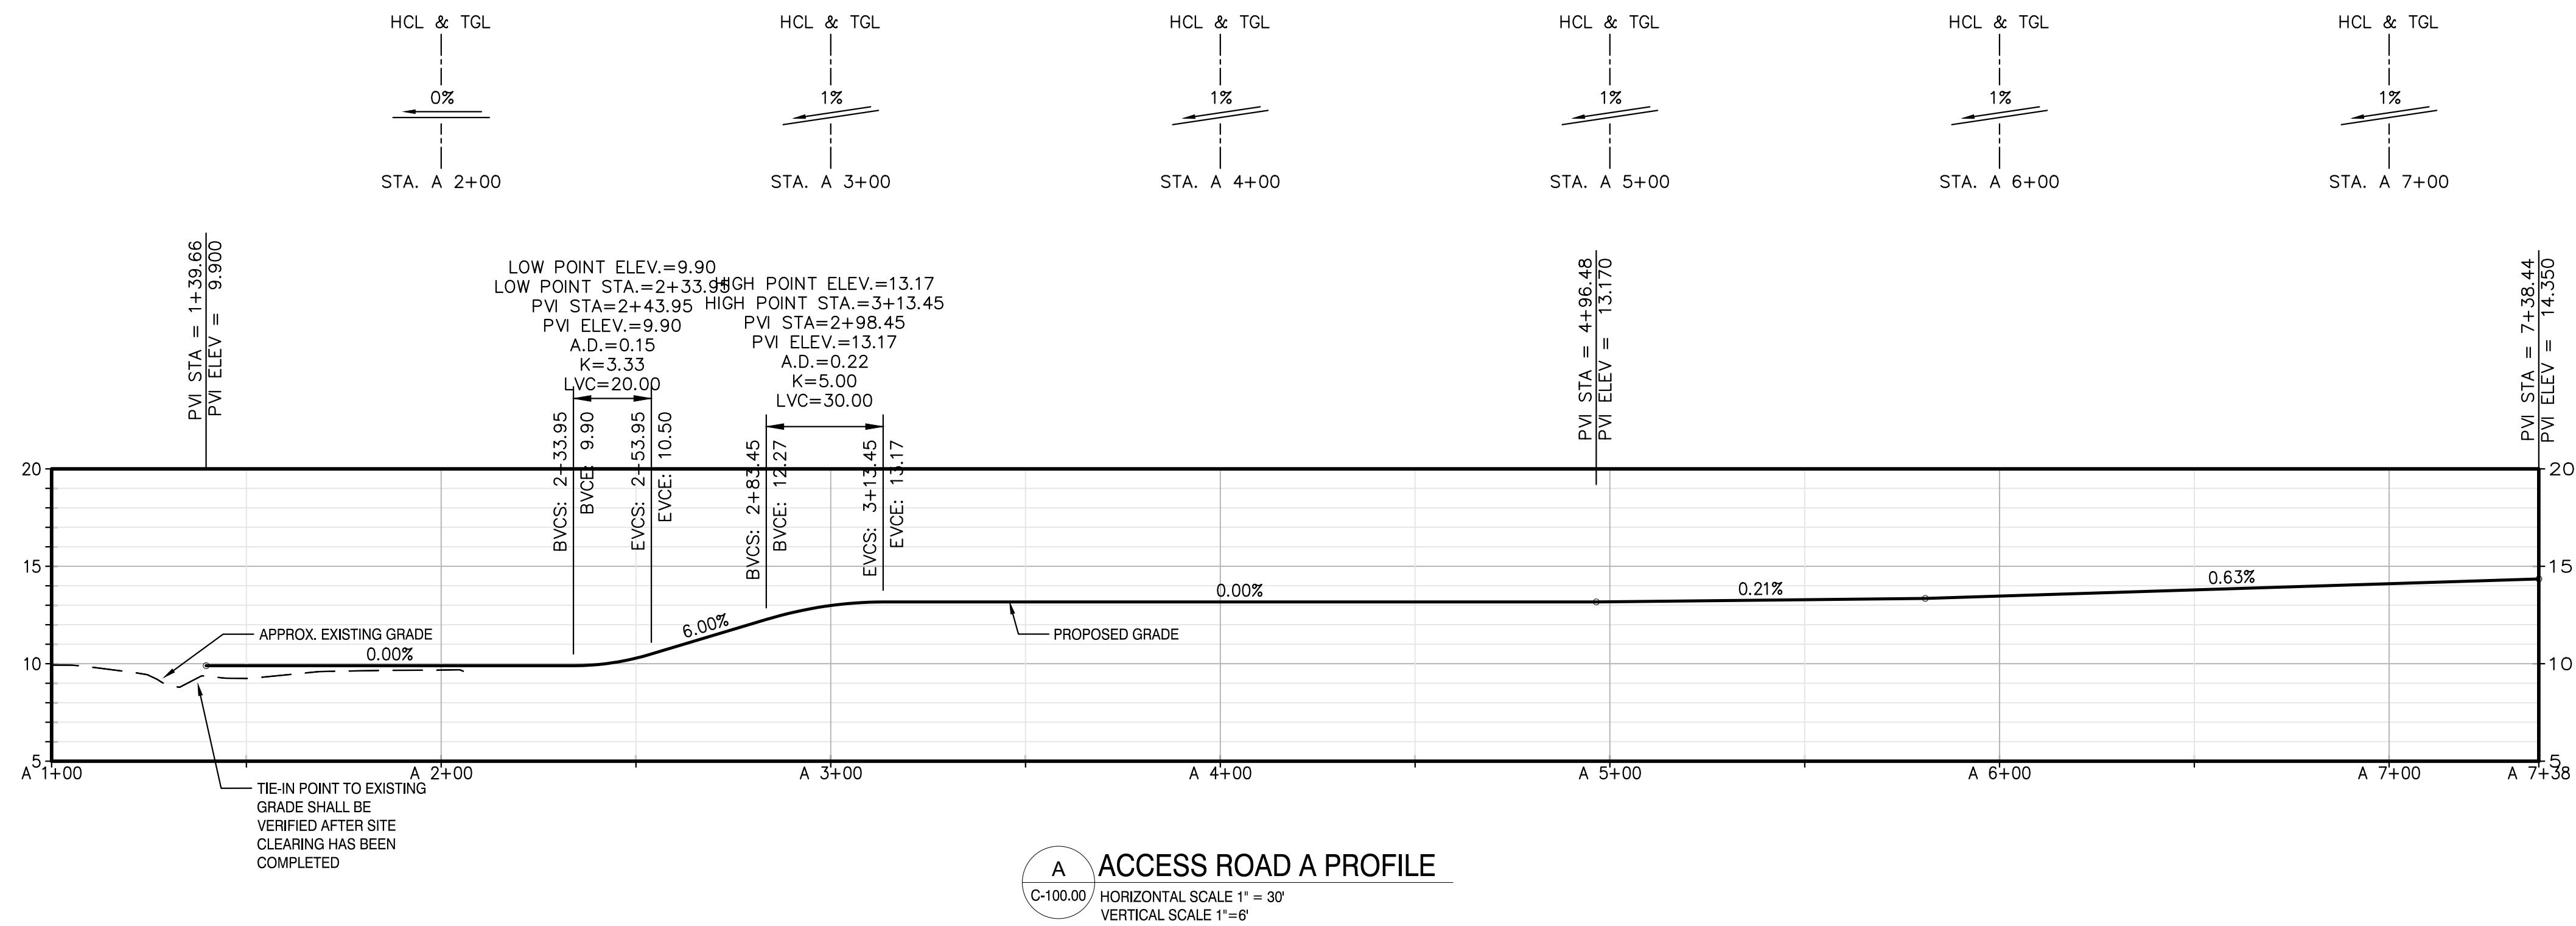 HCL & TGL
0%
STA. A 2+00
HCL & TGL
1%
STA. A 3+00
HCL & TGL
1%
STA. A 4+00
HCL & TGL
1%
STA. A 5+00
HCL & TGL
1%
STA. A 6+00
HCL & TGL
1%
STA. A 7+00
PVI STA = 1+39.66
PVI ELEV = 9.900
LOW POINT ELEV.=9.90
LOW POINT STA.=2+33.95
PVI STA=2+43.95
PVI ELEV.=9.90
A.D.=0.15
K=3.33
LVC=20.00
HIGH POINT ELEV.=13.17
HIGH POINT STA.=3+13.45
PVI STA=2+98.45
PVI ELEV.=13.17
A.D.=0.22
K=5.00
LVC=30.00
BVCS: 2+33.95
BVCE: 9.90
EVCS: 2+53.95
EVCE: 10.50
BVCS: 2+83.45
BVCE: 12.27
EVCS: 3+13.45
EVCE: 13.17
PVI STA = 4+96.48
PVI ELEV = 13.170
PVI STA = 7+38.44
PVI ELEV = 14.350
20
20
15
15
10
10
5
5
0.00%
6.00%
0.00%
0.21%
0.63%
APPROX. EXISTING GRADE
PROPOSED GRADE
A 1+00
A 2+00
A 3+00
A 4+00
A 5+00
A 6+00
A 7+00
A 7+38
TIE-IN POINT TO EXISTING
GRADE SHALL BE
VERIFIED AFTER SITE
CLEARING HAS BEEN
COMPLETED
A
C-100.00
ACCESS ROAD A PROFILE
HORIZONTAL SCALE 1" = 30'
VERTICAL SCALE 1"=6'